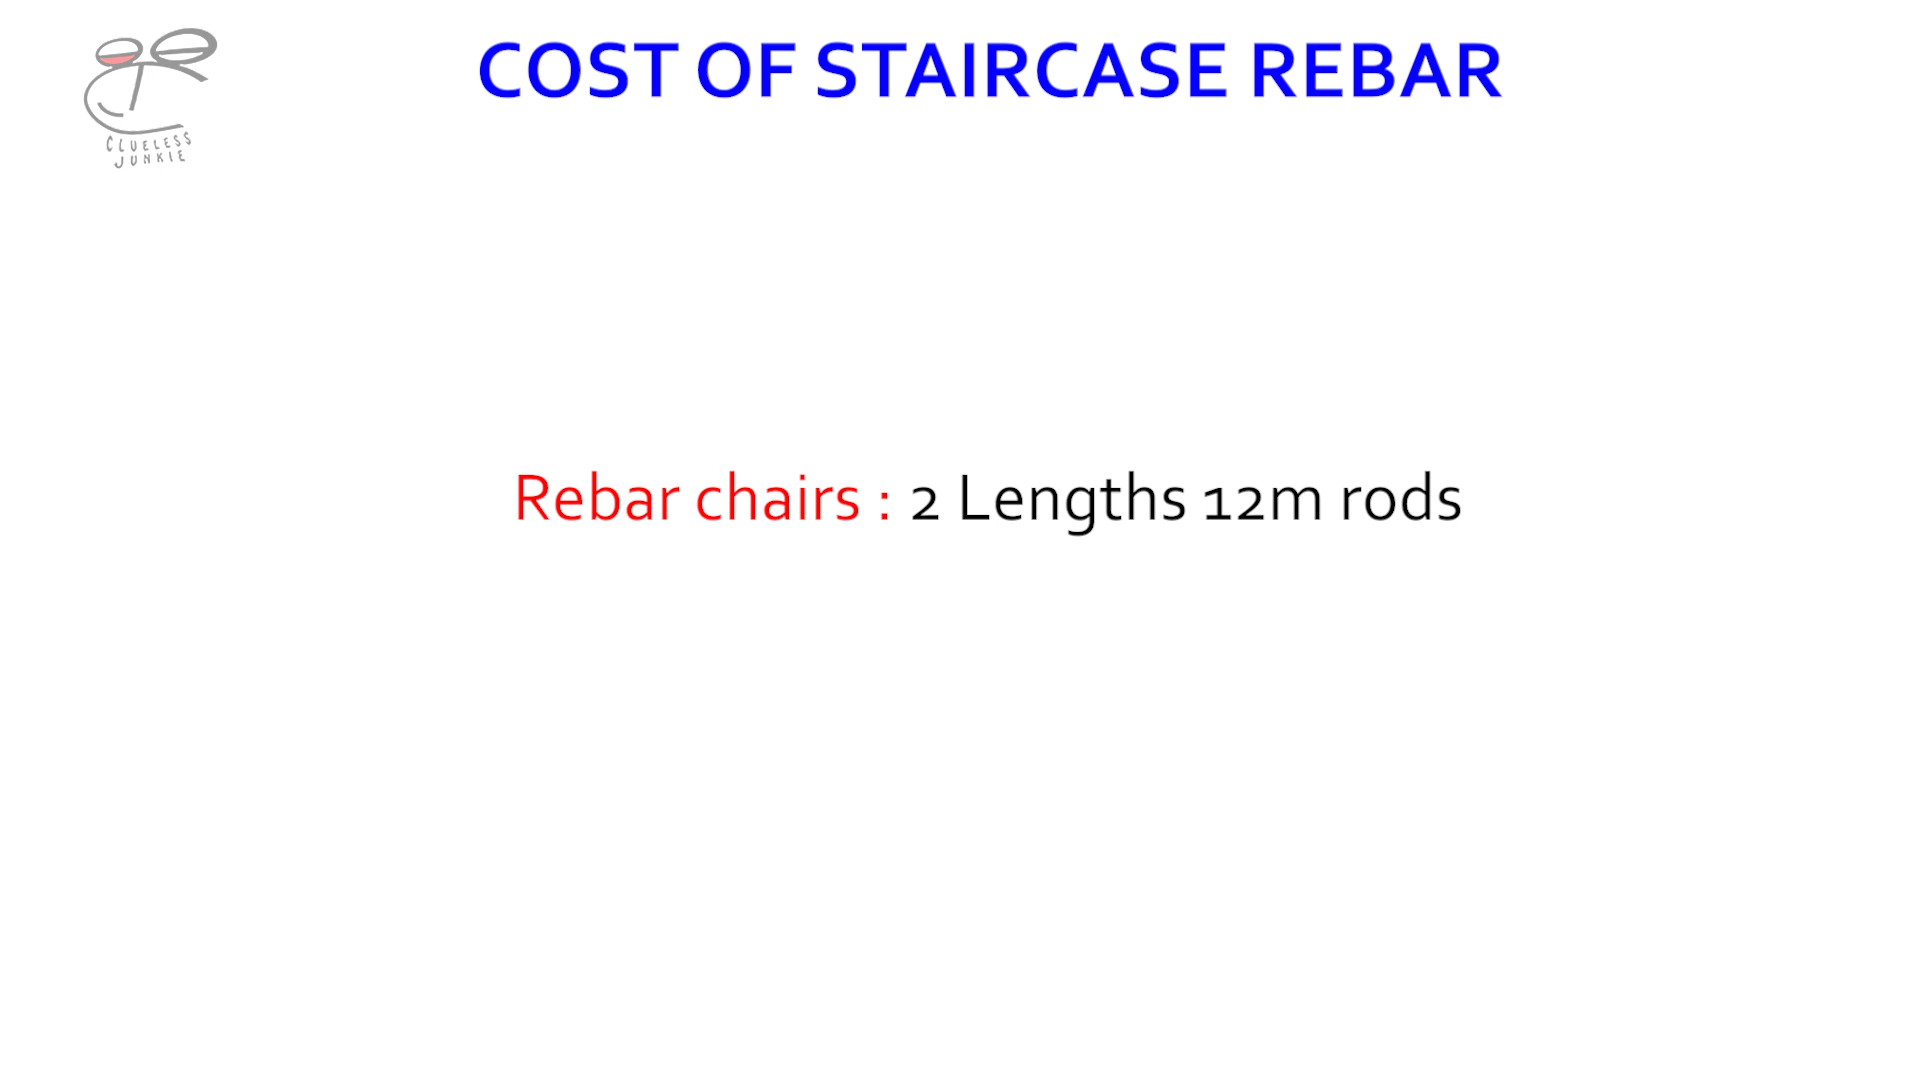 COST OF STAIRCASE REBAR
CLUELESS
JUNKIE
Rebar chairs : 2 Lengths 12m rods